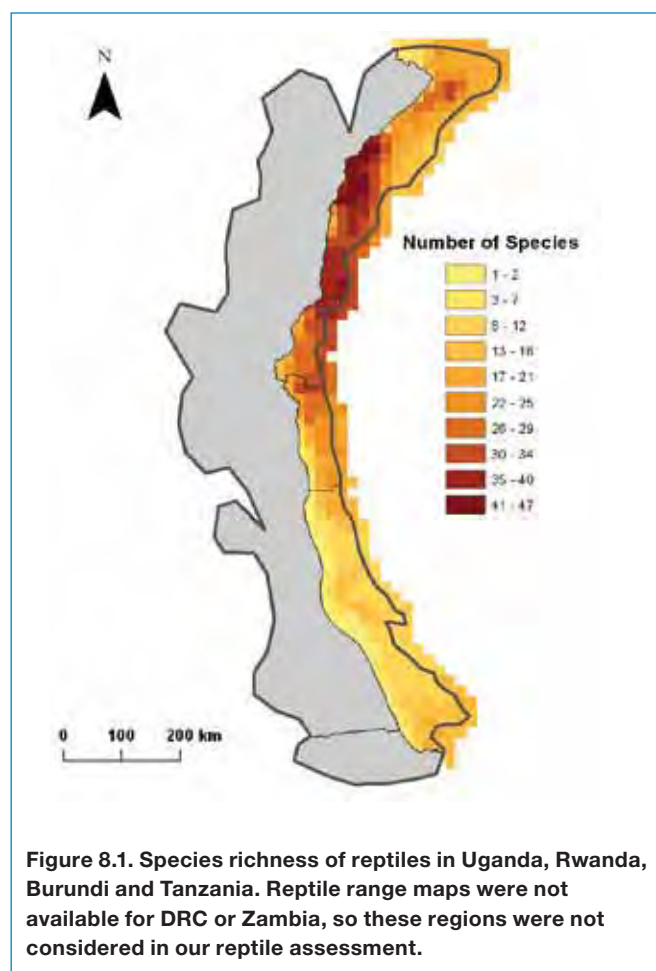 N
Number of Species
1 - 2
3 - 7
8 - 12
13 - 16
17 - 21
22 - 25
26 - 29
30 - 34
35 - 40
41 - 47
0 100 200 km
Figure 8.1. Species richness of reptiles in Uganda, Rwanda,
Burundi and Tanzania. Reptile range maps were not
available for DRC or Zambia, so these regions were not
considered in our reptile assessment.